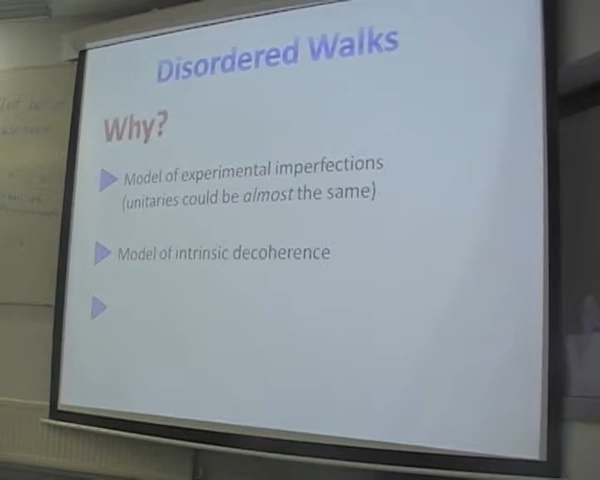 Disordered Walks
Why?
Model of experimental imperfections
(unitaries could be almost the same)
Model of intrinsic decoherence